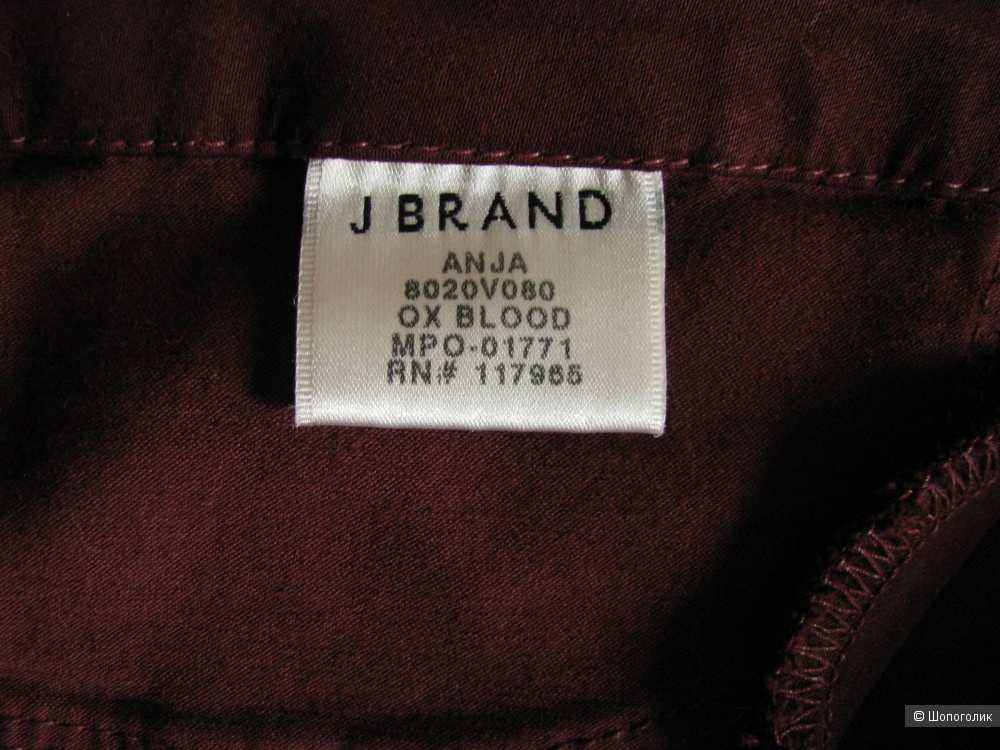 J BRAND
ANJA
8020V080
OX BLOOD
MPO-01771
RN:# 117965
© Шопоголик